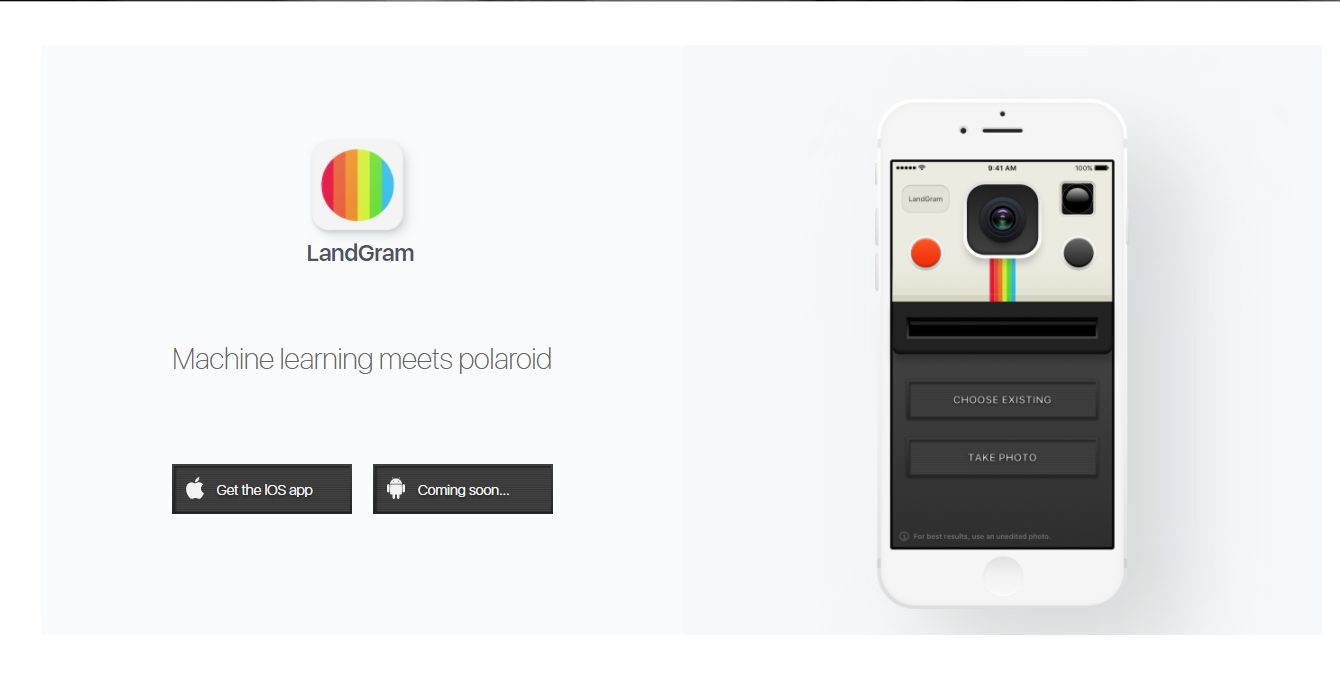 LandGram
Machine learning meets polaroid
Get the IOS app
Coming soon...
9:41 AM
100%
LandGram
CHOOSE EXISTING
TAKE PHOTO
For best results, use an unedited photo.